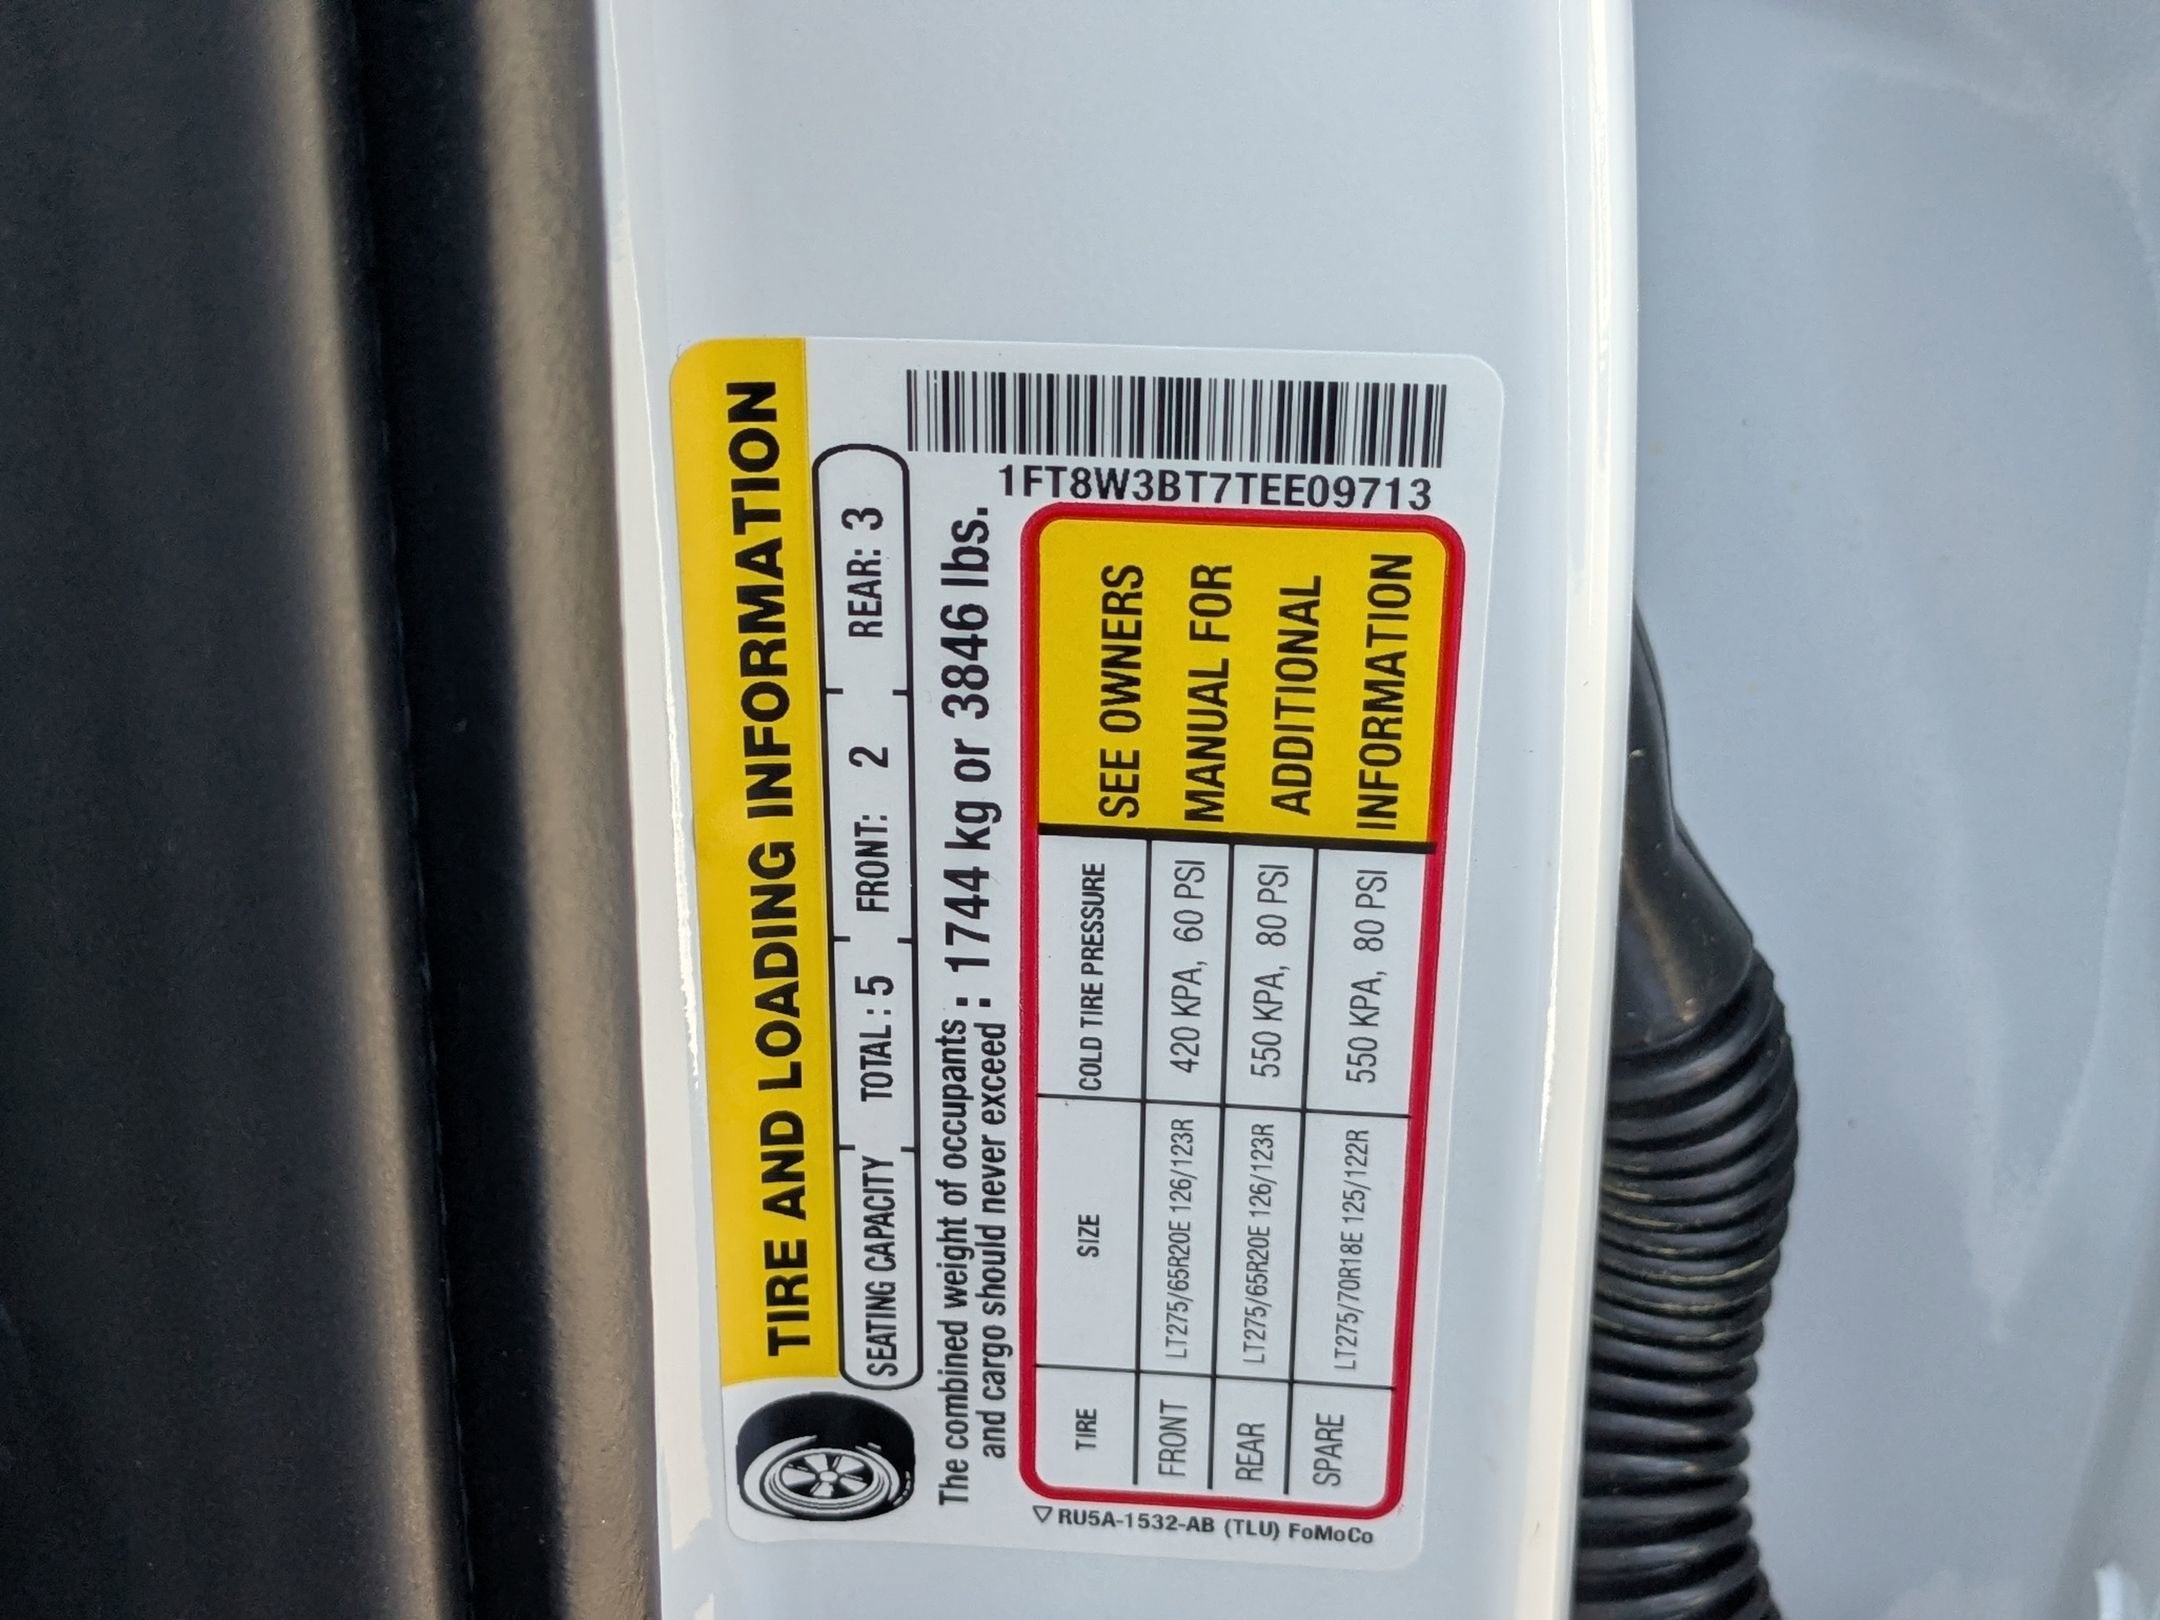 TIRE AND LOADING INFORMATION
SEATING CAPACITY TOTAL : 5 FRONT: 2 REAR: 3
The combined weight of occupants
and cargo should never exceed : 1744 kg or 3846 lbs.
1FT8W3BT7TEE09713
TIRE SIZE COLD TIRE PRESSURE
FRONT LT275/65R20E 126/123R 420 KPA, 60 PSI
REAR LT275/65R20E 126/123R 550 KPA, 80 PSI
SPARE LT275/70R18E 125/122R 550 KPA, 80 PSI
SEE OWNERS
MANUAL FOR
ADDITIONAL
INFORMATION
▽ RU5A-1532-AB (TLU) FoMoCo